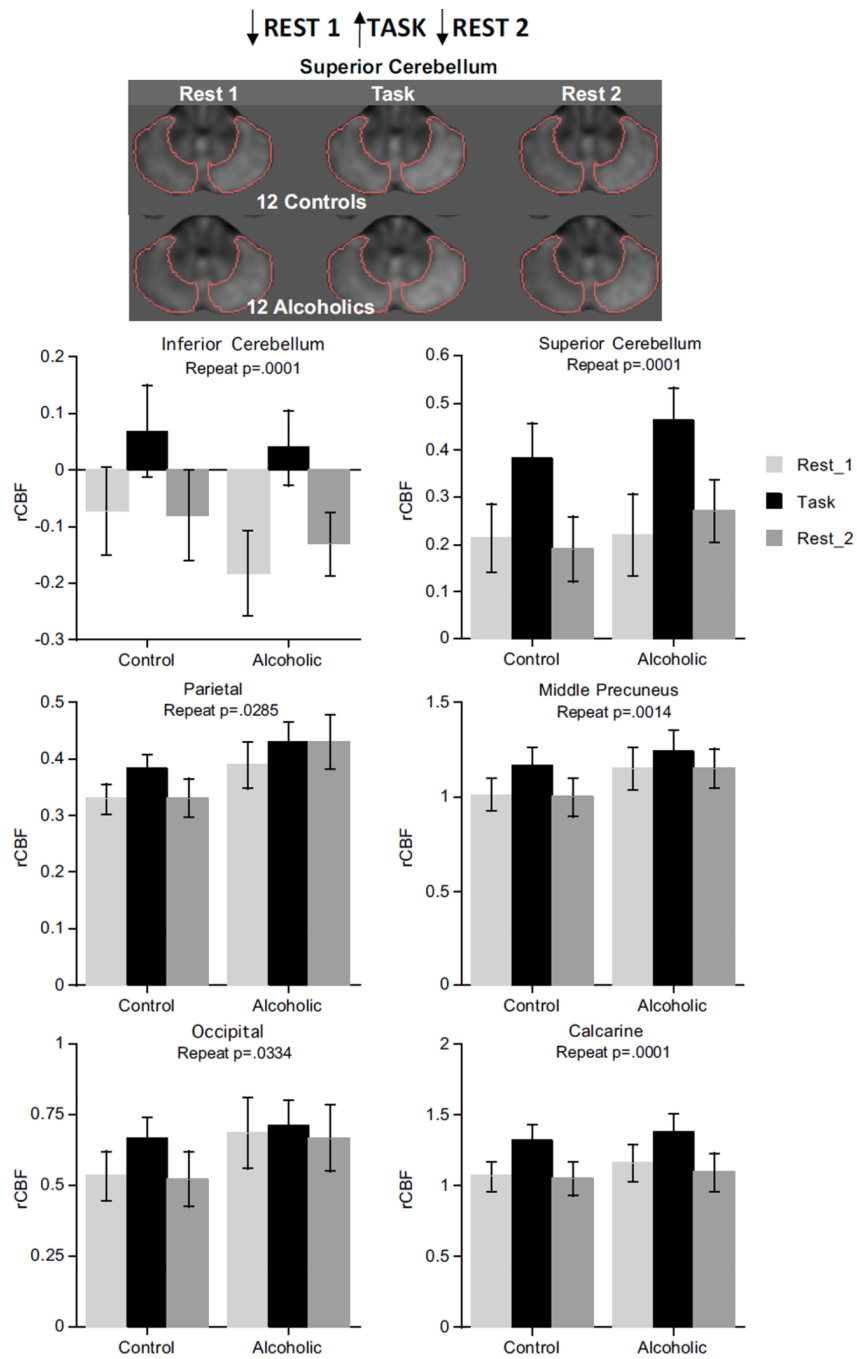 ↓REST 1 ↑TASK ↓REST 2
Superior Cerebellum
Rest 1 Task Rest 2
12 Controls
12 Alcoholics
Inferior Cerebellum
Repeat p=.0001
0.2
0.1
0
-0.1
-0.2
-0.3
rCBF
Control Alcoholic
Superior Cerebellum
Repeat p=.0001
0.6
0.5
0.4
0.3
0.2
0.1
0
rCBF
Control Alcoholic
Rest_1
Task
Rest_2
Parietal
Repeat p=.0285
0.5
0.4
0.3
0.2
0.1
0
rCBF
Control Alcoholic
Middle Precuneus
Repeat p=.0014
1.5
1
0.5
0
rCBF
Control Alcoholic
Occipital
Repeat p=.0334
1
0.75
0.5
0.25
0
rCBF
Control Alcoholic
Calcarine
Repeat p=.0001
2
1.5
1
0.5
0
rCBF
Control Alcoholic